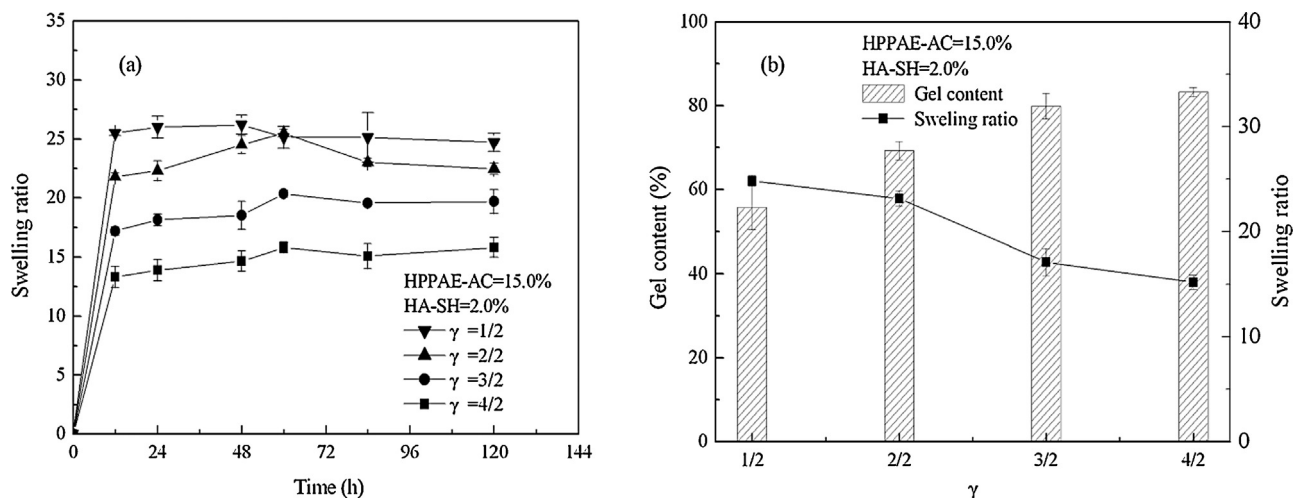 (a)
Swelling ratio
35
30
25
20
15
10
5
0
HPPAE-AC=15.0%
HA-SH=2.0%
γ =1/2
γ =2/2
γ =3/2
γ =4/2
0 24 48 72 96 120 144
Time (h)
(b)
Gel content (%)
100
80
60
40
20
0
HPPAE-AC=15.0%
HA-SH=2.0%
Gel content
Sweling ratio
40
30
20
10
0
Swelling ratio
1/2 2/2 3/2 4/2
γ